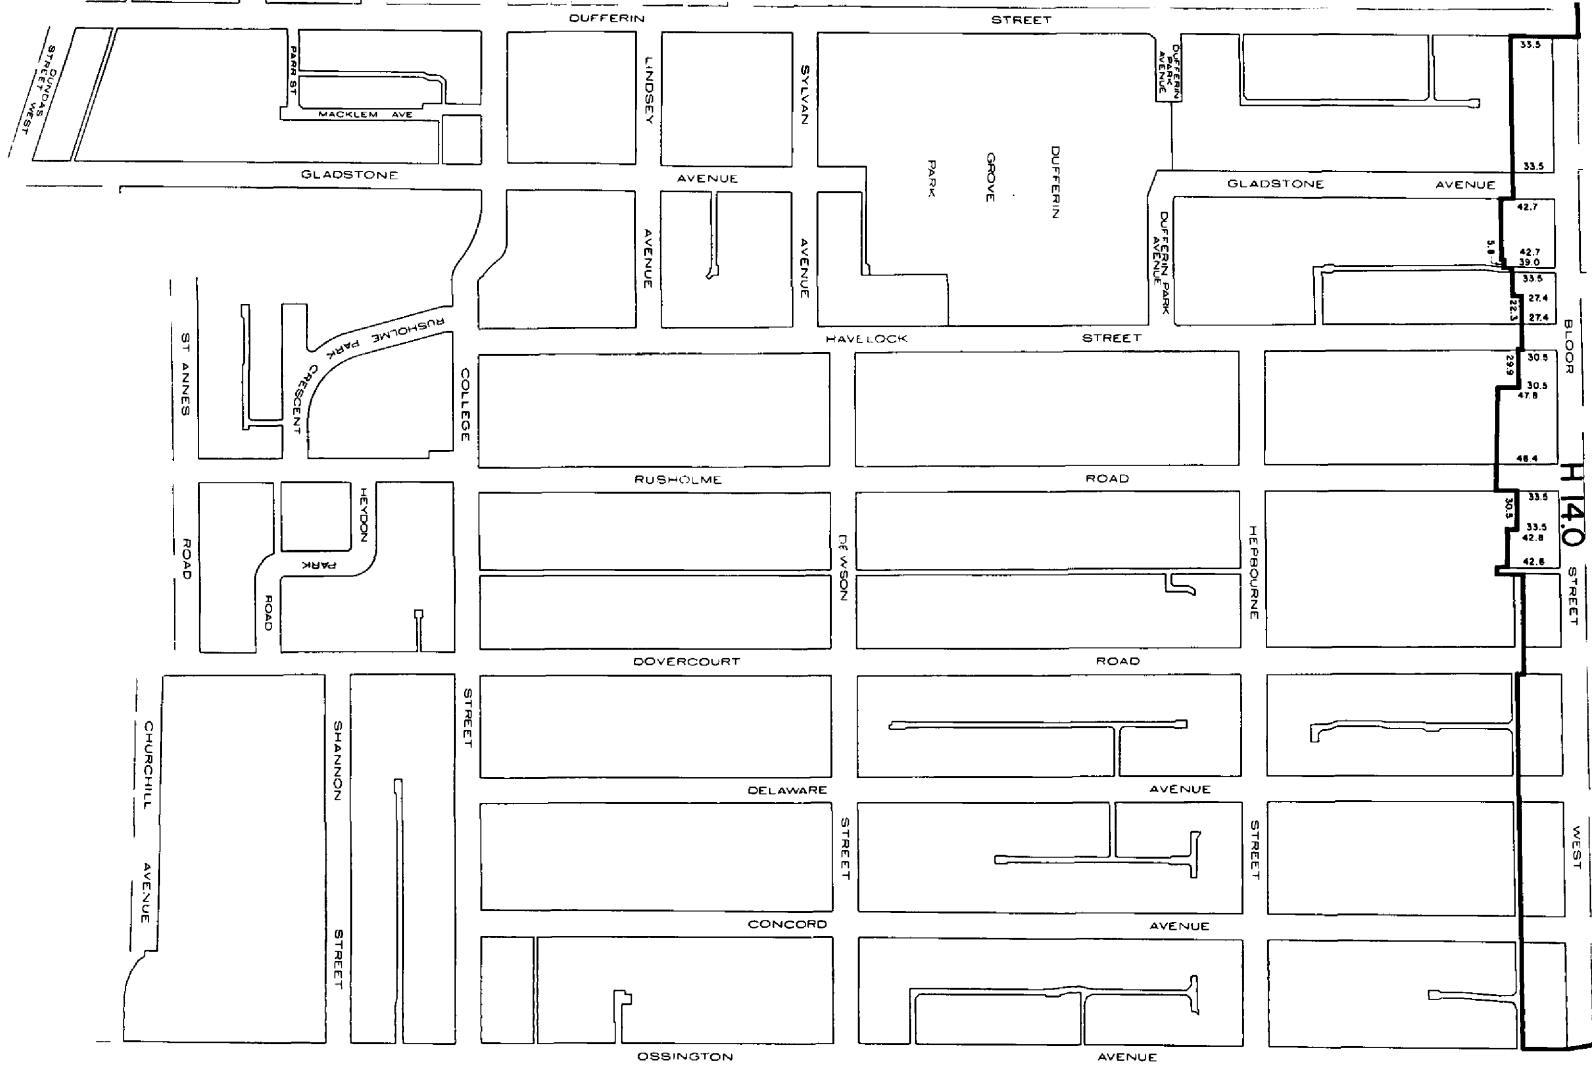 DUFFERIN STREET
DUNDAS
STREET WEST
PARR ST
MACKLEM AVE
LINDSEY
SYLVAN
DUFFERIN
PARK
AVENUE
33.5
33.5
GLADSTONE AVENUE
DUFFERIN
GROVE
PARK
GLADSTONE AVENUE
42.7
42.7
39.0
5.8
33.5
27.4
22.3
27.4
AVENUE
AVENUE
DUFFERIN PARK
AVENUE
RUSHOLME PARK
CRESCENT
HAVELOCK STREET
BLOOR
ST ANNES
COLLEGE
30.5
29.9
30.5
47.8
48.4
RUSHOLME ROAD
H 14.0
33.5
30.5
33.5
42.8
42.8
HEYDON
PARK
ROAD
ROAD
DEWSON
HEPBOURNE
STREET
DOVERCOURT ROAD
CHURCHILL
AVENUE
SHANNON
STREET
STREET
DELAWARE AVENUE
STREET
STREET
WEST
CONCORD AVENUE
OSSINGTON AVENUE